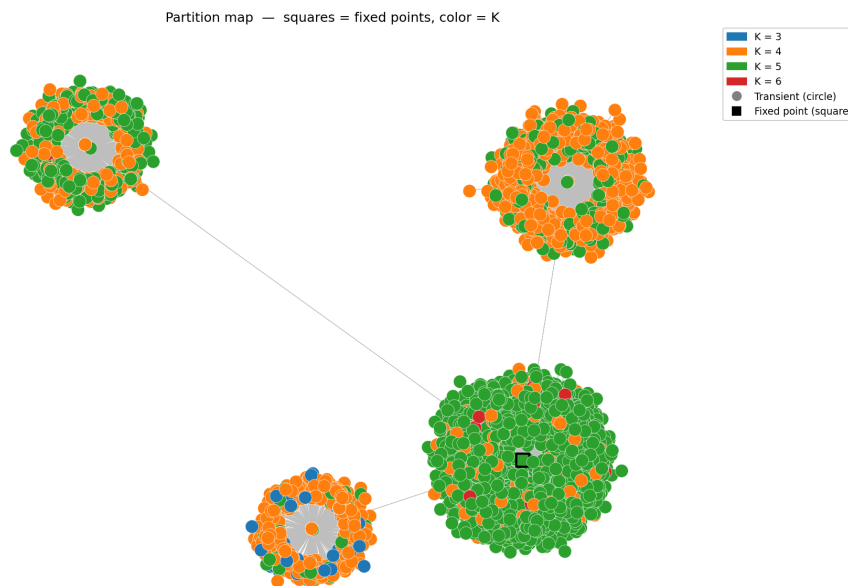 Partition map — squares = fixed points, color = K
K = 3
K = 4
K = 5
K = 6
Transient (circle)
Fixed point (square